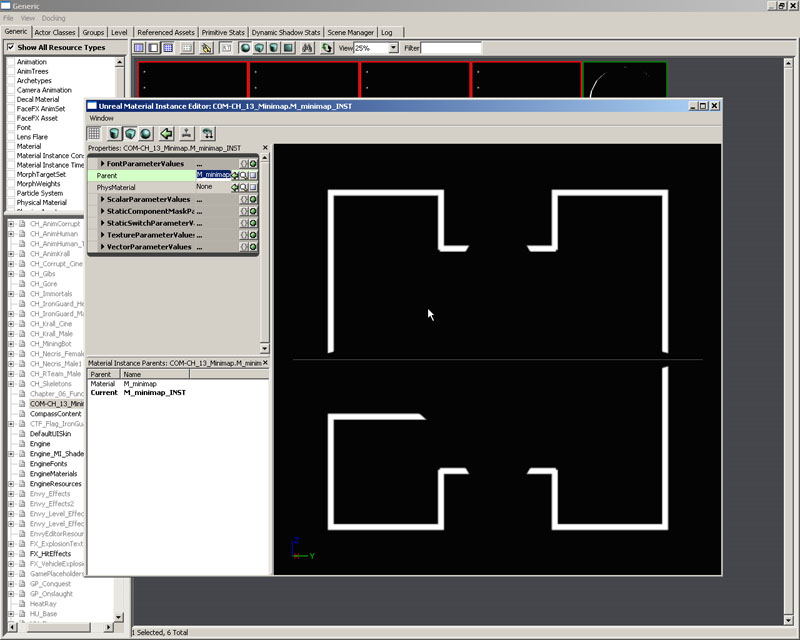 Generic
File View Docking
Generic Actor Classes Groups Level Referenced Assets Primitive Stats Dynamic Shadow Stats Scene Manager Log
Show All Resource Types
View 25% Filter
Animation
AnimTrees
Archetypes
Camera Animation
Decal Material
FaceFX AnimSet
FaceFX Asset
Font
Lens Flare
Material
Material Instance Con
Material Instance Time
MorphTargetSet
MorphWeights
Particle System
Physical Material
CH_AnimCorrupt
CH_AnimHuman
CH_AnimHuman_T
CH_AnimKrall
CH_Corrupt_Cine
CH_Gibs
CH_Gore
CH_Immortals
CH_IronGuard_He
CH_IronGuard_Ma
CH_Krall_Cine
CH_Krall_Male
CH_MiningBot
CH_Necris_Female
CH_Necris_Male1
CH_RTeam_Male
CH_Skeletons
Chapter_06_Func
COM-CH_13_Mini
CompassContent
CTF_Flag_IronGu
DefaultUISkin
Engine
Engine_MI_Shade
EngineFonts
EngineMaterials
EngineResources
Envy_Effects
Envy_Effects2
Envy_Level_Effec
Envy_Level_Effec
EnvyEditorResour
FX_ExplosionText
FX_HitEffects
FX_VehicleExplos
GamePlaceholder
GP_Conquest
GP_Onslaught
HeatRay
HU_Base
Unreal Material Instance Editor: COM-CH_13_Minimap.M_minimap_INST
Window
Properties: COM-CH_13_Minimap.M_minimap_INST
FontParameterValues ...
Parent M_minimap
PhysMaterial None
ScalarParameterValues ...
StaticComponentMaskPa ...
StaticSwitchParameterV ...
TextureParameterValues ...
VectorParameterValues ...
Material Instance Parents: COM-CH_13_Minimap.M_minim
Parent Name
Material M_minimap
Current M_minimap_INST
Z
X Y
1 Selected, 6 Total